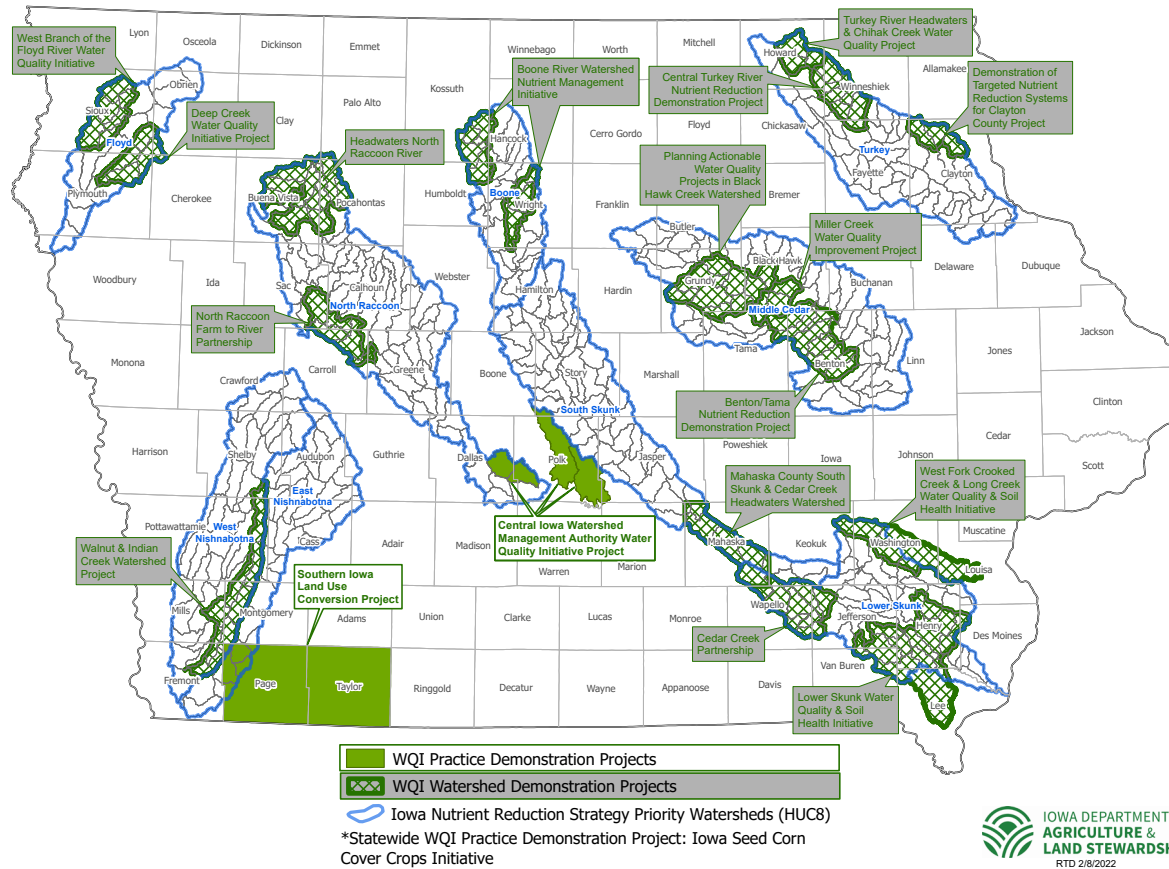 Lyon
Osceola
Dickinson
Emmet
Winnebago
Worth
Mitchell
Howard
Allamakee
Obrien
Sioux
Palo Alto
Kossuth
Hancock
Cerro Gordo
Floyd
Chickasaw
Winneshiek
Clay
Floyd
Plymouth
Cherokee
Buena Vista
Pocahontas
Humboldt
Boone
Wright
Franklin
Butler
Bremer
Turkey
Fayette
Clayton
Woodbury
Ida
Sac
Calhoun
North Raccoon
Webster
Hamilton
Hardin
Grundy
Black Hawk
Middle Cedar
Buchanan
Delaware
Dubuque
Monona
Crawford
Carroll
Greene
Boone
Story
Marshall
Tama
Benton
Linn
Jones
Jackson
Clinton
Cedar
Scott
Harrison
Shelby
Audubon
Guthrie
Dallas
Polk
South Skunk
Jasper
Poweshiek
Iowa
Johnson
Muscatine
Pottawattamie
West
Nishnabotna
East
Nishnabotna
Cass
Adair
Madison
Warren
Marion
Mahaska
Keokuk
Washington
Louisa
Mills
Montgomery
Adams
Union
Clarke
Lucas
Monroe
Wapello
Jefferson
Lower Skunk
Henry
Des Moines
Fremont
Page
Taylor
Ringgold
Decatur
Wayne
Appanoose
Davis
Van Buren
Lee
West Branch of the
Floyd River Water
Quality Initiative
Deep Creek
Water Quality
Initiative Project
Headwaters North
Raccoon River
Boone River Watershed
Nutrient Management
Initiative
Turkey River Headwaters
& Chihak Creek Water
Quality Project
Central Turkey River
Nutrient Reduction
Demonstration Project
Demonstration of
Targeted Nutrient
Reduction Systems
for Clayton
County Project
Planning Actionable
Water Quality
Projects in Black
Hawk Creek Watershed
Miller Creek
Water Quality
Improvement Project
North Raccoon
Farm to River
Partnership
Benton/Tama
Nutrient Reduction
Demonstration Project
Mahaska County South
Skunk & Cedar Creek
Headwaters Watershed
West Fork Crooked
Creek & Long Creek
Water Quality & Soil
Health Initiative
Central Iowa Watershed
Management Authority Water
Quality Initiative Project
Walnut & Indian
Creek Watershed
Project
Southern Iowa
Land Use
Conversion Project
Cedar Creek
Partnership
Lower Skunk Water
Quality & Soil
Health Initiative
WQI Practice Demonstration Projects
WQI Watershed Demonstration Projects
Iowa Nutrient Reduction Strategy Priority Watersheds (HUC8)
*Statewide WQI Practice Demonstration Project: Iowa Seed Corn
Cover Crops Initiative
IOWA DEPARTMENT
AGRICULTURE &
LAND STEWARDSH
RTD 2/8/2022